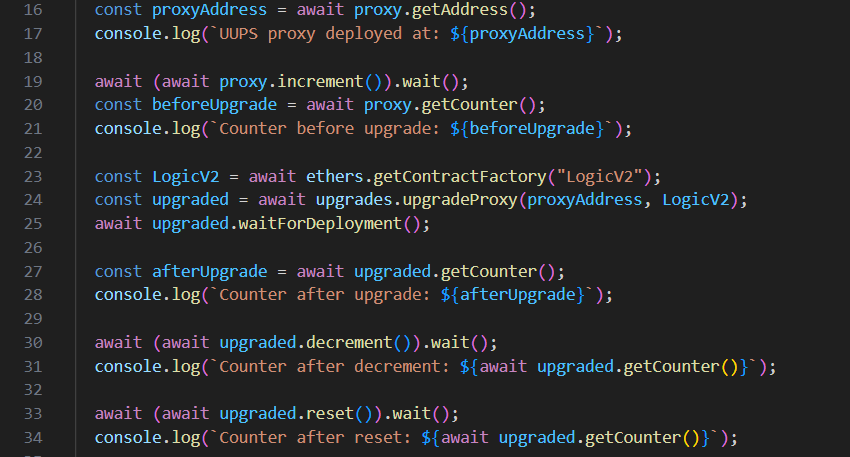 16 const proxyAddress = await proxy.getAddress();
17 console.log(`UUPS proxy deployed at: ${proxyAddress}`);
18
19 await (await proxy.increment()).wait();
20 const beforeUpgrade = await proxy.getCounter();
21 console.log(`Counter before upgrade: ${beforeUpgrade}`);
22
23 const LogicV2 = await ethers.getContractFactory("LogicV2");
24 const upgraded = await upgrades.upgradeProxy(proxyAddress, LogicV2);
25 await upgraded.waitForDeployment();
26
27 const afterUpgrade = await upgraded.getCounter();
28 console.log(`Counter after upgrade: ${afterUpgrade}`);
29
30 await (await upgraded.decrement()).wait();
31 console.log(`Counter after decrement: ${await upgraded.getCounter()}`);
32
33 await (await upgraded.reset()).wait();
34 console.log(`Counter after reset: ${await upgraded.getCounter()}`);